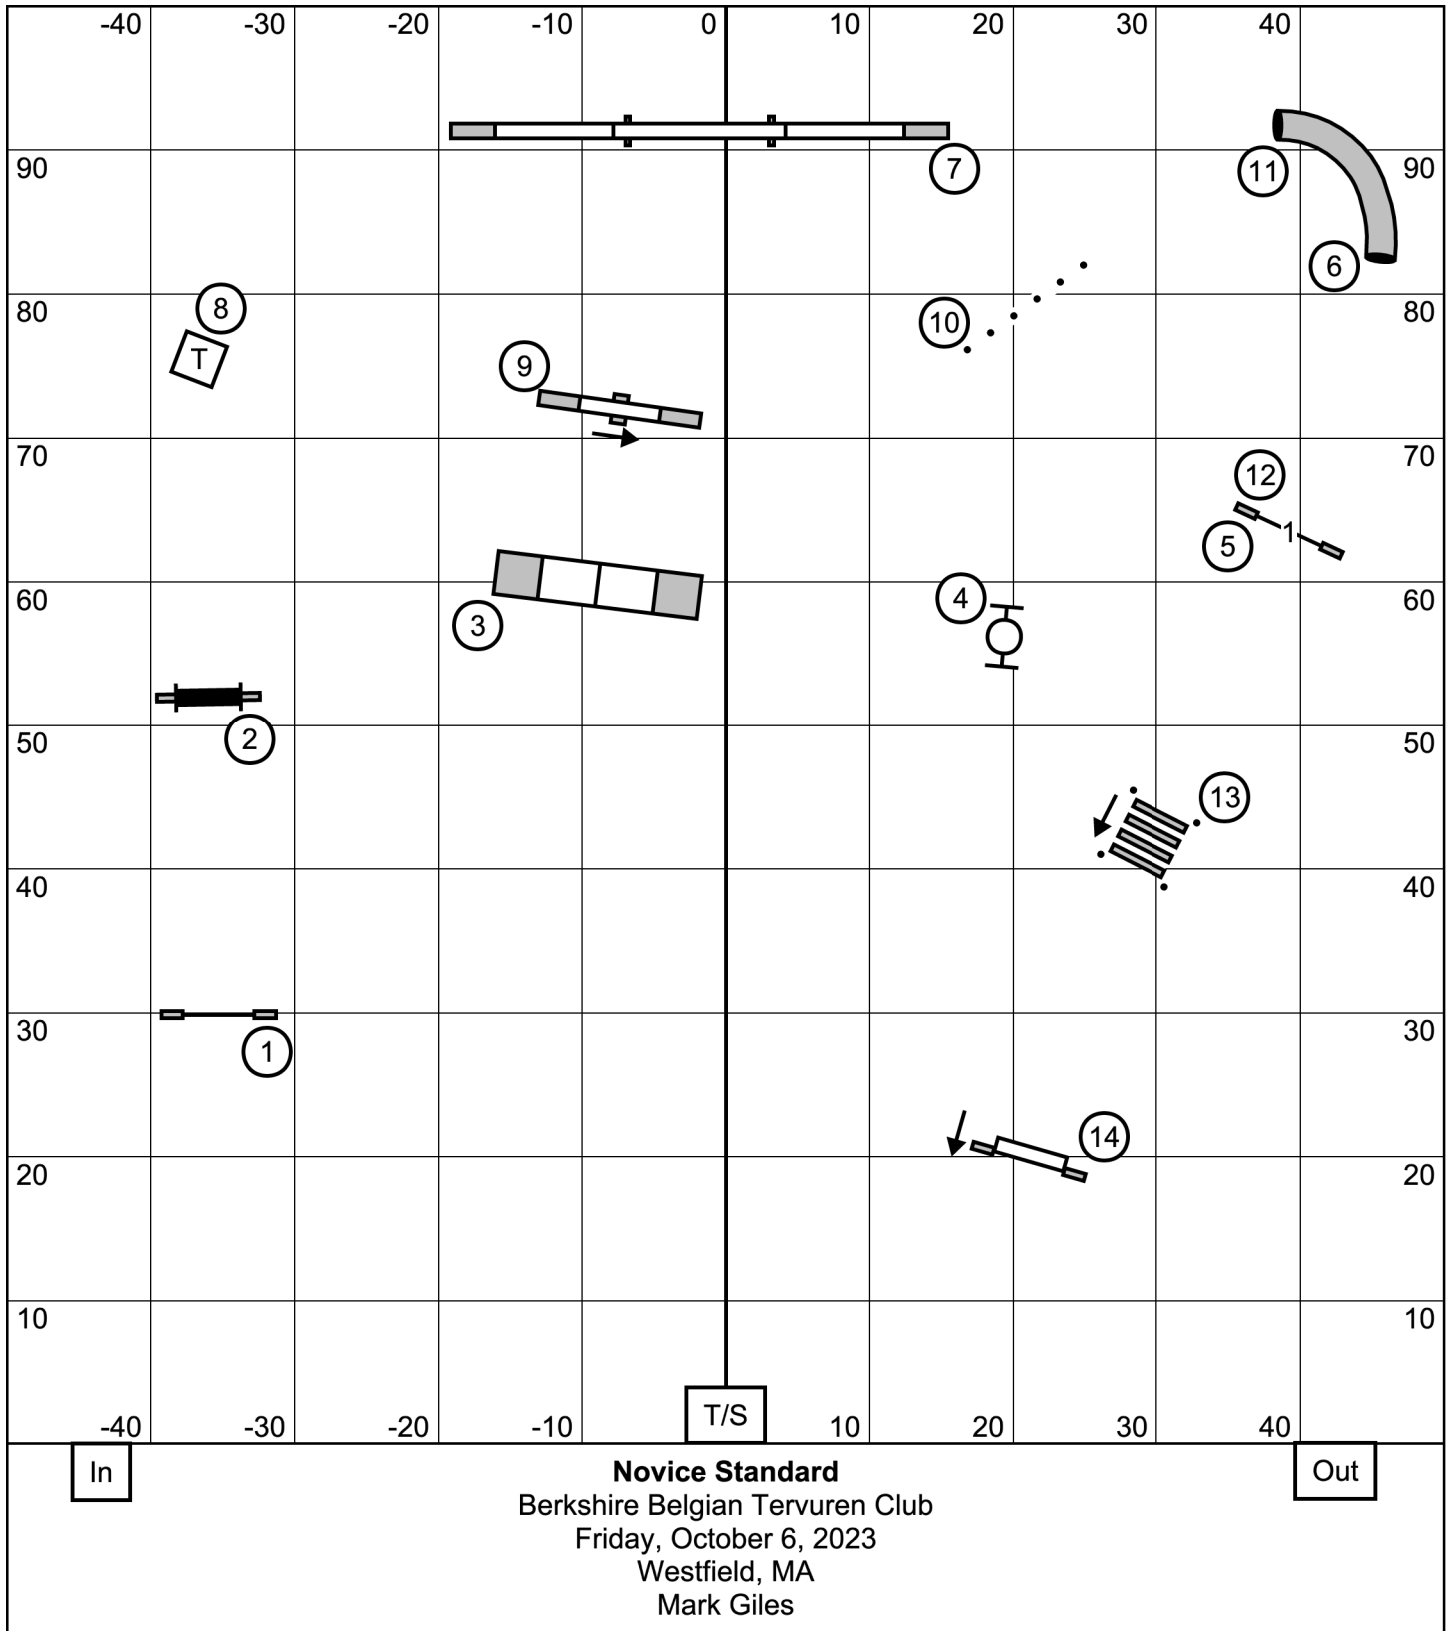 -40 -30 -20 -10 0 10 20 30 40
90 7 11 90
6
80 8 10 80
T
9
70 12 70
5 1
60 4 60
3
50 2 50
13
40 40
30 1 30
14
20 20
10 10
-40 -30 -20 -10 T/S 10 20 30 40
In Out
Novice Standard
Berkshire Belgian Tervuren Club
Friday, October 6, 2023
Westfield, MA
Mark Giles